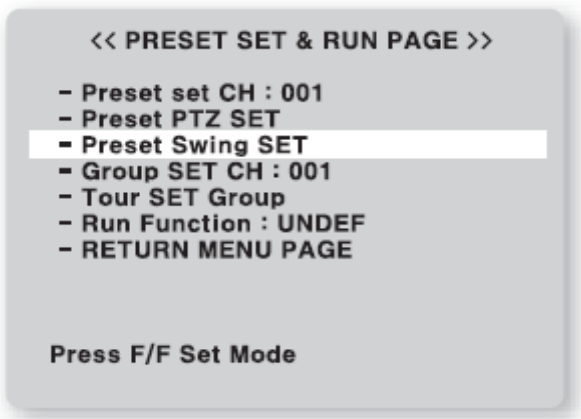 << PRESET SET & RUN PAGE >>
- Preset set CH : 001
- Preset PTZ SET
- Preset Swing SET
- Group SET CH : 001
- Tour SET Group
- Run Function : UNDEF
- RETURN MENU PAGE
Press F/F Set Mode